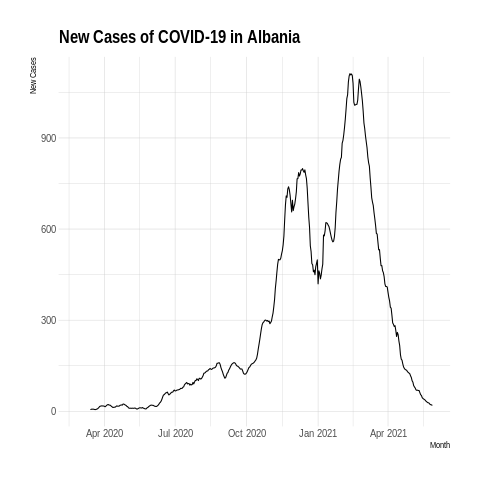 New Cases of COVID-19 in Albania
New Cases
900
600
300
0
Apr 2020 Jul 2020 Oct 2020 Jan 2021 Apr 2021
Month